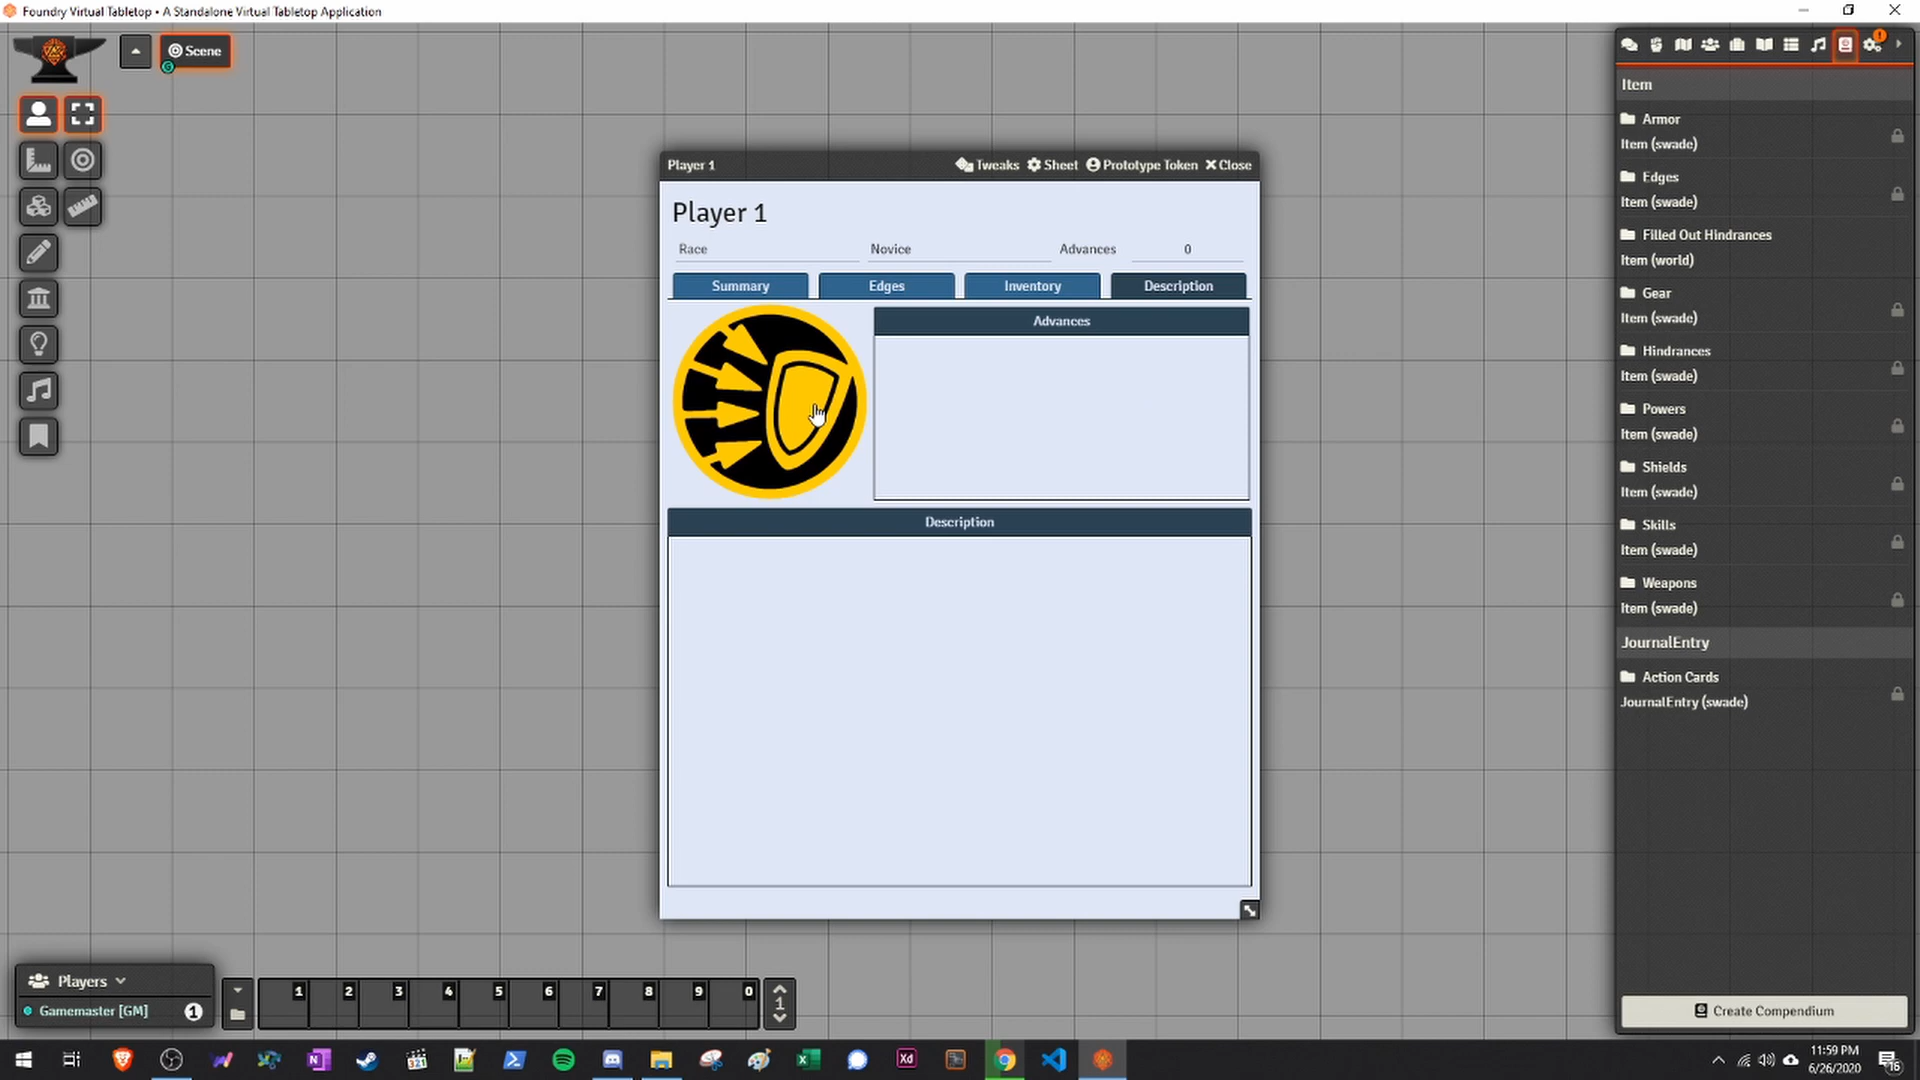 Foundry Virtual Tabletop • A Standalone Virtual Tabletop Application
Scene
G
Player 1
Tweaks Sheet Prototype Token Close
Player 1
Race Novice Advances 0
Summary Edges Inventory Description
Advances
Description
Item
Armor
Item (swade)
Edges
Item (swade)
Filled Out Hindrances
Item (world)
Gear
Item (swade)
Hindrances
Item (swade)
Powers
Item (swade)
Shields
Item (swade)
Skills
Item (swade)
Weapons
Item (swade)
JournalEntry
Action Cards
JournalEntry (swade)
Create Compendium
Players
Gamemaster [GM] 1
1 2 3 4 5 6 7 8 9 0
1
321
N
Xd
11:59 PM
6/26/2020
16